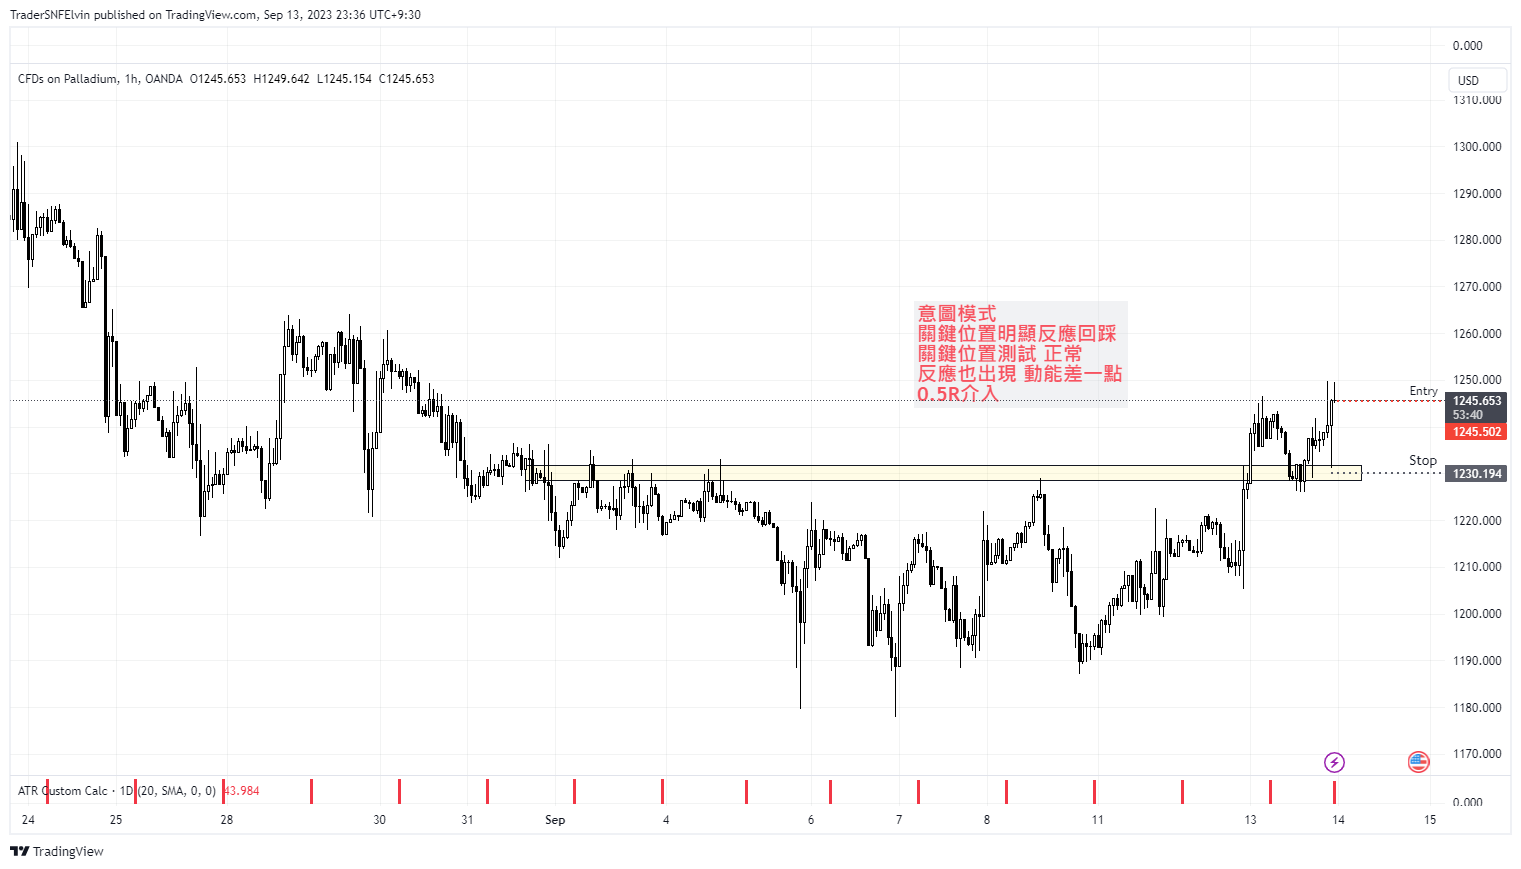 TraderSNFElvin published on TradingView.com, Sep 13, 2023 23:36 UTC+9:30
0.000
CFDs on Palladium, 1h, OANDA O1245.653 H1249.642 L1245.154 C1245.653
USD
1310.000
1300.000
1290.000
1280.000
1270.000
1260.000
1250.000
意圖模式
關鍵位置明顯反應回踩
關鍵位置測試 正常
反應也出現 動能差一點
0.5R介入
Entry
1245.653
53:40
1245.502
Stop
1230.194
1220.000
1210.000
1200.000
1190.000
1180.000
1170.000
ATR Custom Calc · 1D (20, SMA, 0, 0) 43.984
0.000
24 25 28 30 31 Sep 4 6 7 8 11 13 14 15
TradingView